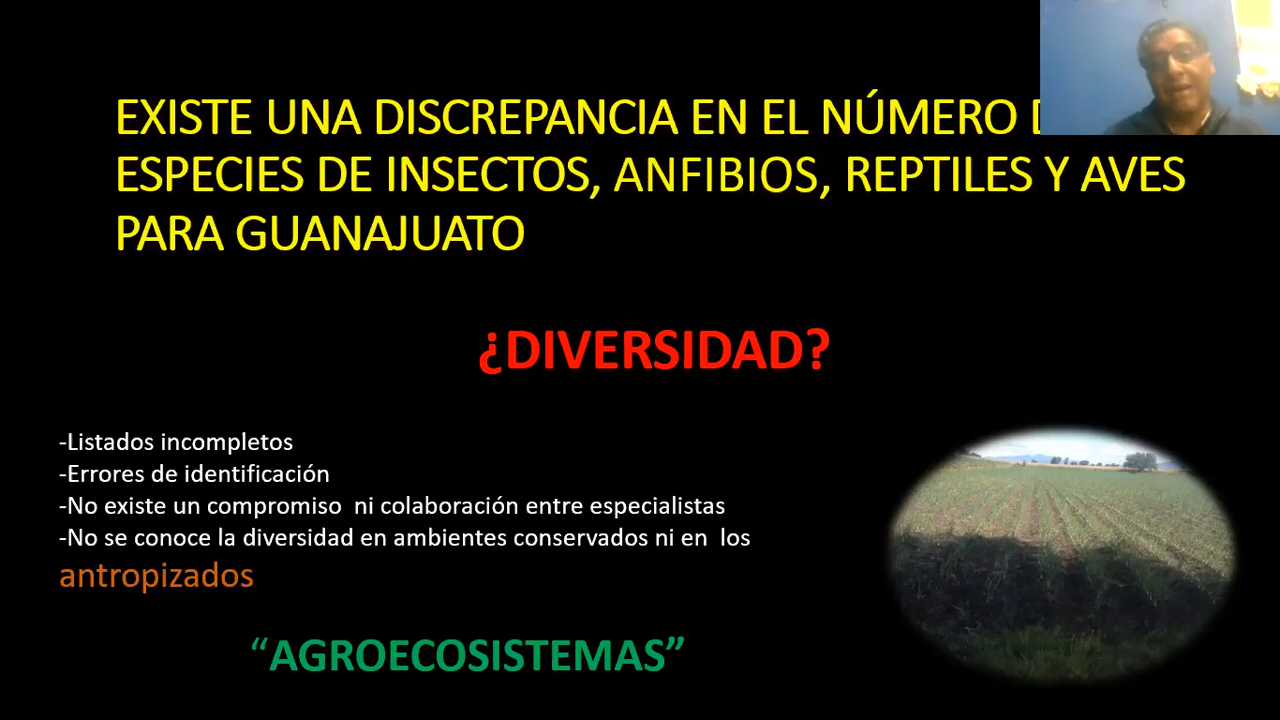 EXISTE UNA DISCREPANCIA EN EL NÚMERO
ESPECIES DE INSECTOS, ANFIBIOS, REPTILES Y AVES
PARA GUANAJUATO
¿DIVERSIDAD?
-Listados incompletos
-Errores de identificación
-No existe un compromiso ni colaboración entre especialistas
-No se conoce la diversidad en ambientes conservados ni en los
antropizados
“AGROECOSISTEMAS”